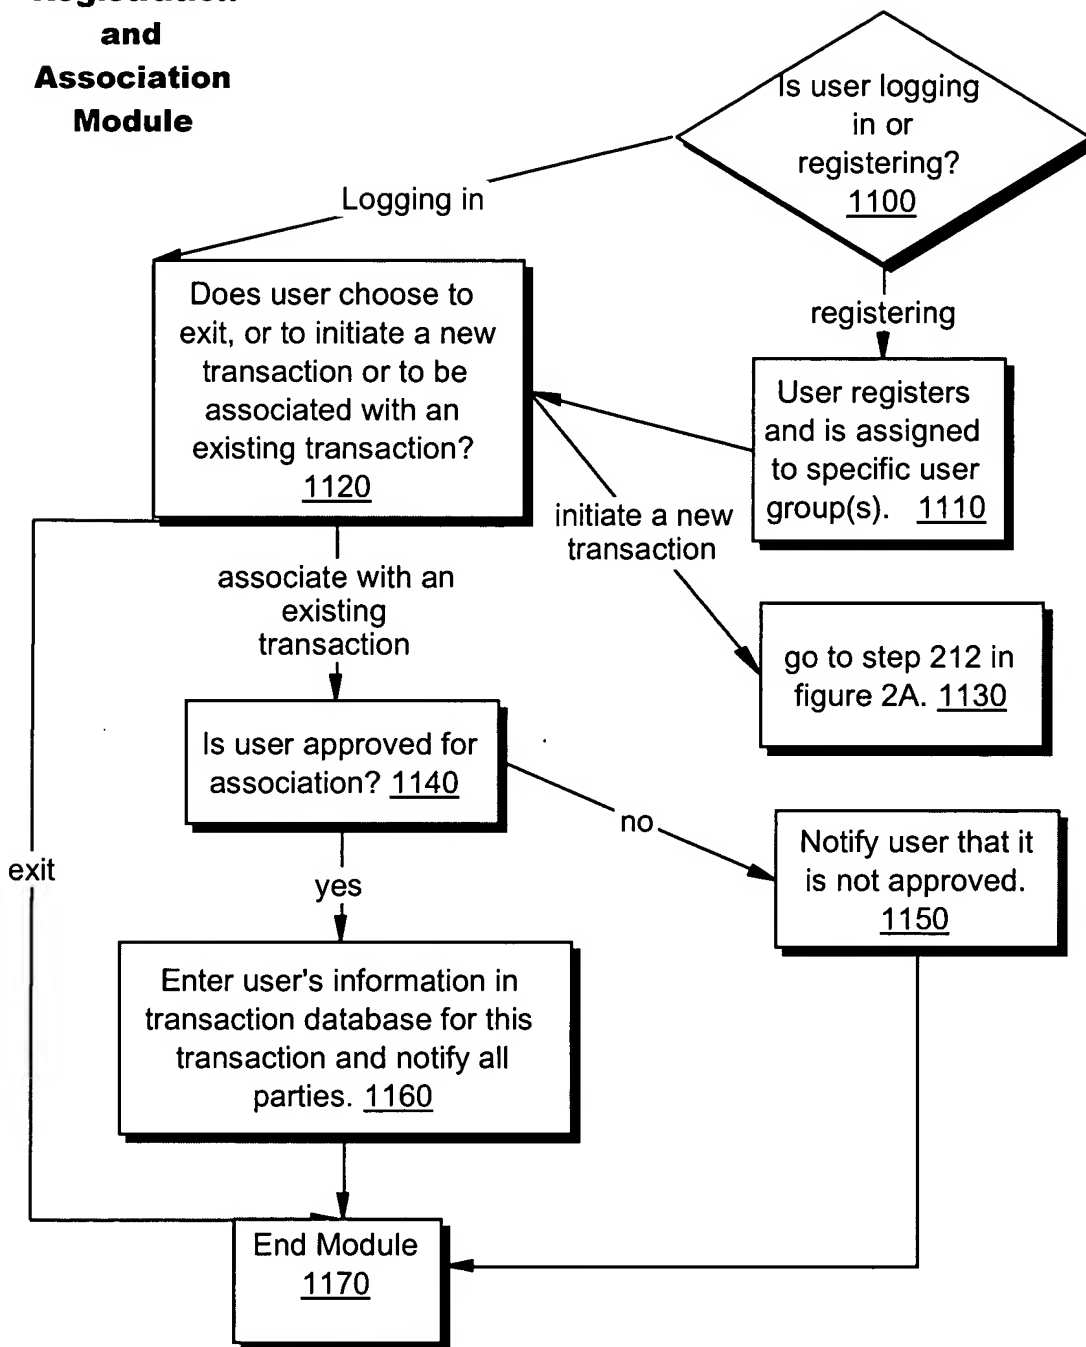 and
Association
Module
Is user logging
in or
registering?
1100
Logging in
registering
Does user choose to
exit, or to initiate a new
transaction or to be
associated with an
existing transaction?
1120
User registers
and is assigned
to specific user
group(s). 1110
initiate a new
transaction
associate with an
existing
transaction
go to step 212 in
figure 2A. 1130
Is user approved for
association? 1140
no
Notify user that it
is not approved.
1150
exit
yes
Enter user's information in
transaction database for this
transaction and notify all
parties. 1160
End Module
1170